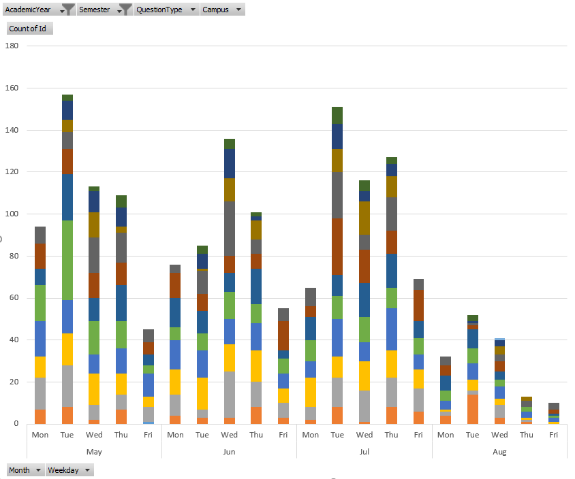 AcademicYear Semester QuestionType Campus
Count of Id
180
160
140
120
100
80
60
40
20
0
Mon Tue Wed Thu Fri Mon Tue Wed Thu Fri Mon Tue Wed Thu Fri Mon Tue Wed Thu Fri
May Jun Jul Aug
Month Weekday